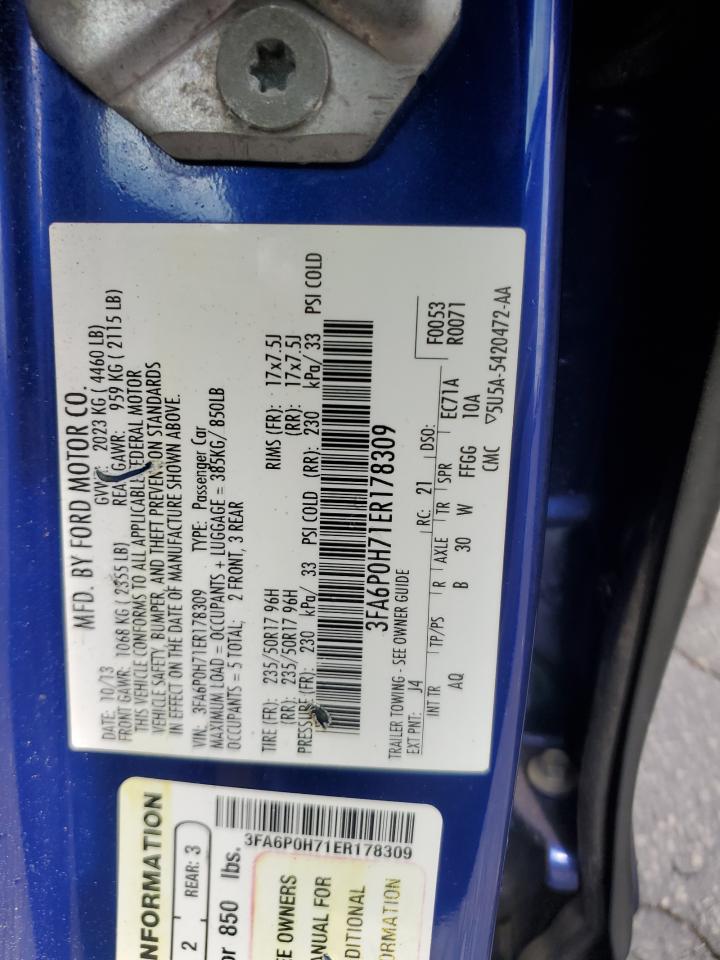 MFD. BY FORD MOTOR CO.
DATE: 10/13 GVWR: 2023 KG ( 4460 LB)
FRONT GAWR: 1068 KG ( 2355 LB) REAR GAWR: 959 KG ( 2115 LB)
THIS VEHICLE CONFORMS TO ALL APPLICABLE FEDERAL MOTOR
VEHICLE SAFETY, BUMPER, AND THEFT PREVENTION STANDARDS
IN EFFECT ON THE DATE OF MANUFACTURE SHOWN ABOVE.
VIN: 3FA6P0H71ER178309 TYPE: Passenger Car
MAXIMUM LOAD = OCCUPANTS + LUGGAGE = 385KG/ 850LB
OCCUPANTS = 5 TOTAL; 2 FRONT, 3 REAR
TIRE (FR): 235/50R17 96H RIMS (FR): 17x7.5J
(RR): 235/50R17 96H (RR): 17x7.5J
PRESSURE (FR): 230 kPa/ 33 PSI COLD (RR): 230 kPa/ 33 PSI COLD
3FA6P0H71ER178309
TRAILER TOWING - SEE OWNER GUIDE F0053
EXT PNT: J4 RC: 21 DSO: R0071
INT TR TP/PS R AXLE TR SPR EC71A
AQ B 30 W FFGG 10A
CMC ▽5U5A-5420472-AA
INFORMATION
2 REAR: 3
or 850 lbs.
3FA6P0H71ER178309
EE OWNERS
ANUAL FOR
DITIONAL
ORMATION